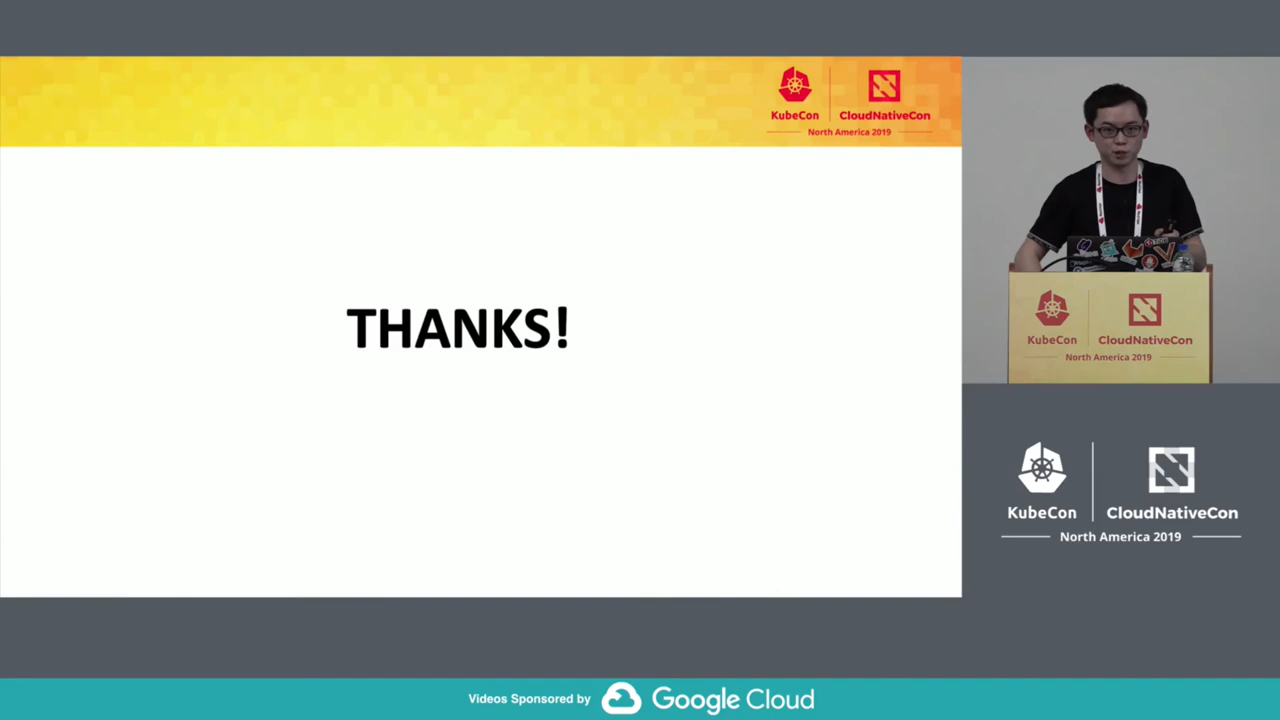 KubeCon
CloudNativeCon
North America 2019
THANKS!
KubeCon
CloudNativeCon
North America 2019
KubeCon
CloudNativeCon
North America 2019
Videos Sponsored by Google Cloud